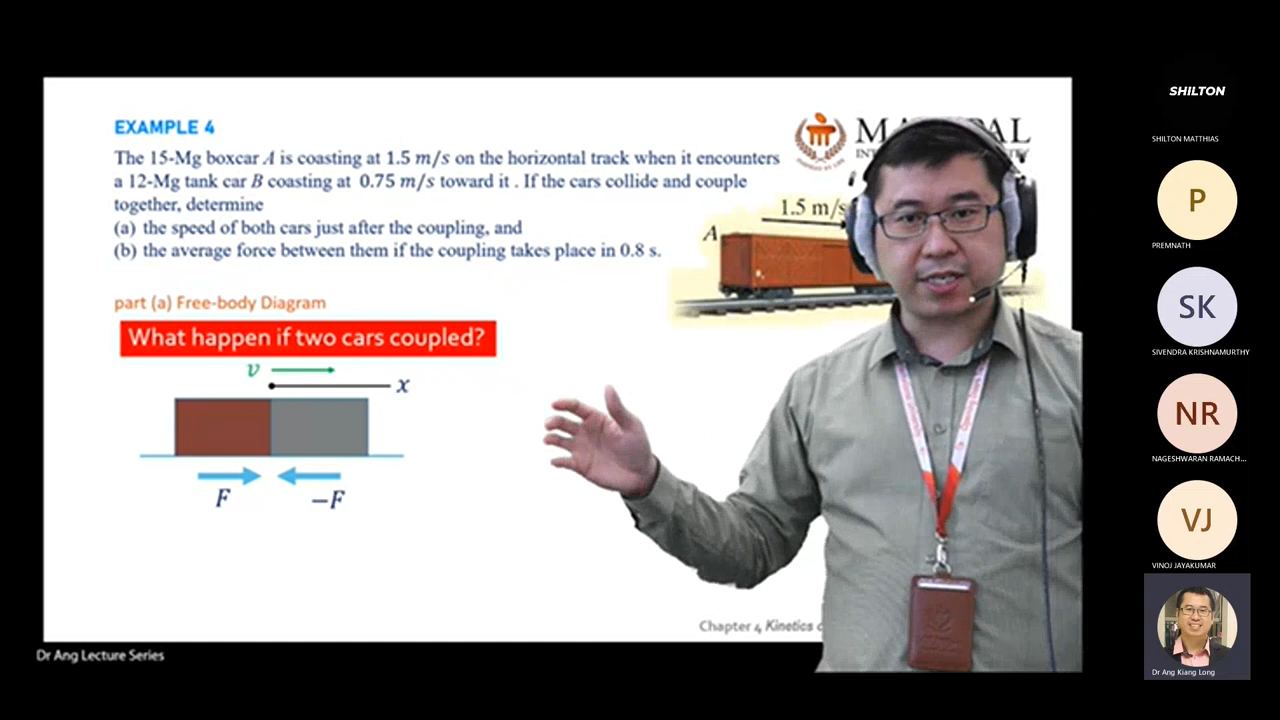 EXAMPLE 4
The 15-Mg boxcar A is coasting at 1.5 m/s on the horizontal track when it encounters
a 12-Mg tank car B coasting at 0.75 m/s toward it . If the cars collide and couple
together, determine
(a) the speed of both cars just after the coupling, and
(b) the average force between them if the coupling takes place in 0.8 s.
1.5 m/s
A
part (a) Free-body Diagram
What happen if two cars coupled?
v
x
F
−F
Chapter 4 Kinetics
Dr Ang Lecture Series
SHILTON
SHILTON MATTHIAS
P
PREMNATH
SK
SIVENDRA KRISHNAMURTHY
NR
NAGESHWARAN RAMACH...
VJ
VINOJ JAYAKUMAR
Dr Ang Kiang Long